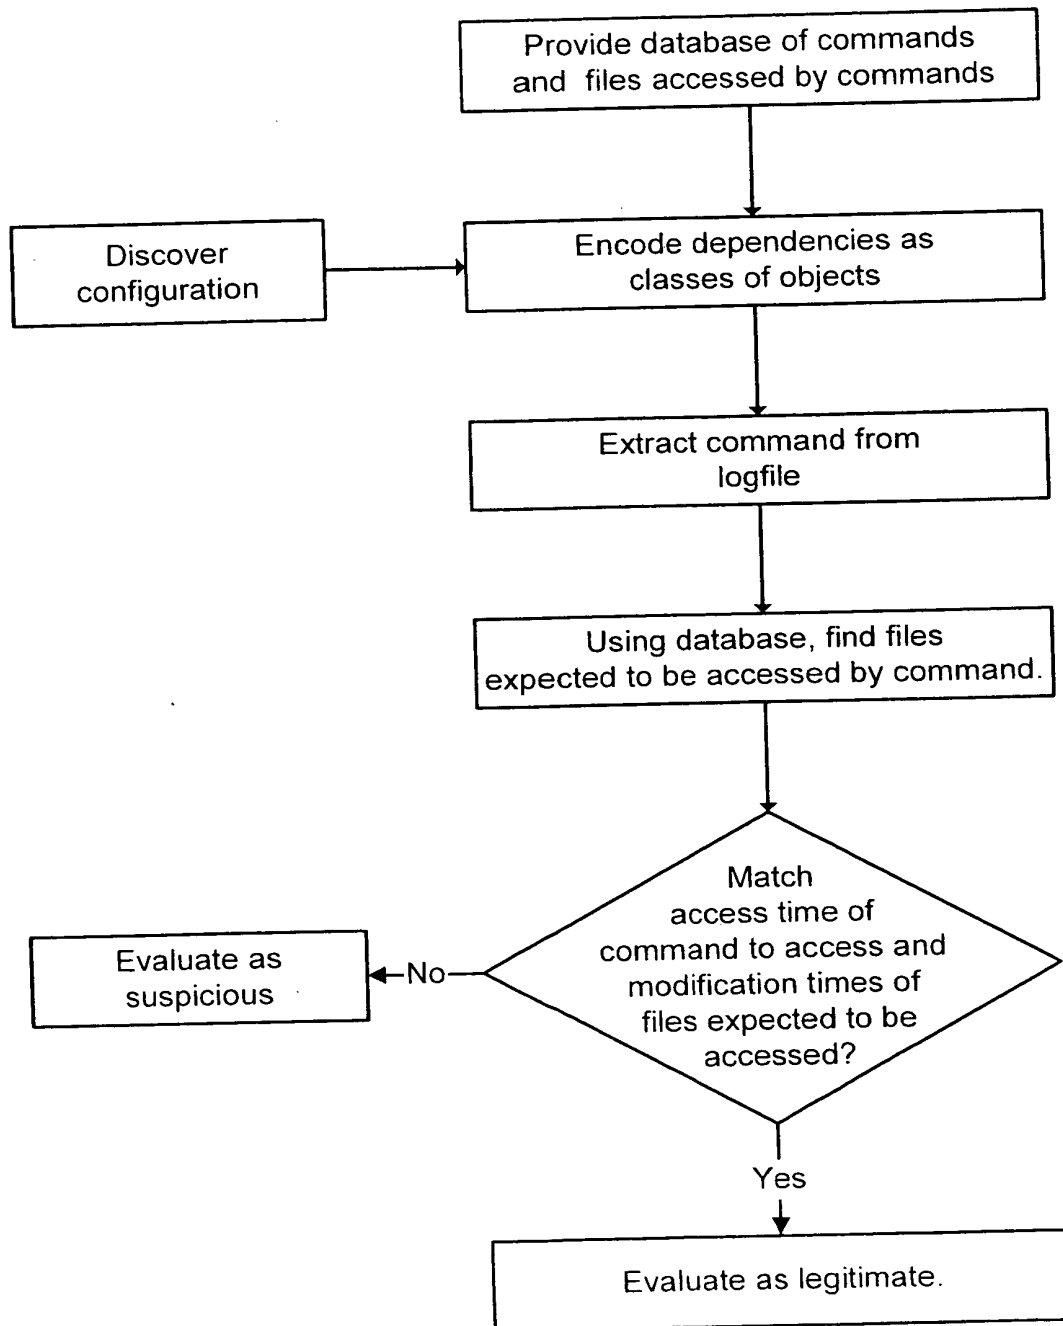 Provide database of commands
and files accessed by commands
Discover
configuration
Encode dependencies as
classes of objects
Extract command from
logfile
Using database, find files
expected to be accessed by command.
Match
access time of
command to access and
modification times of
files expected to be
accessed?
Evaluate as
suspicious
No
Yes
Evaluate as legitimate.